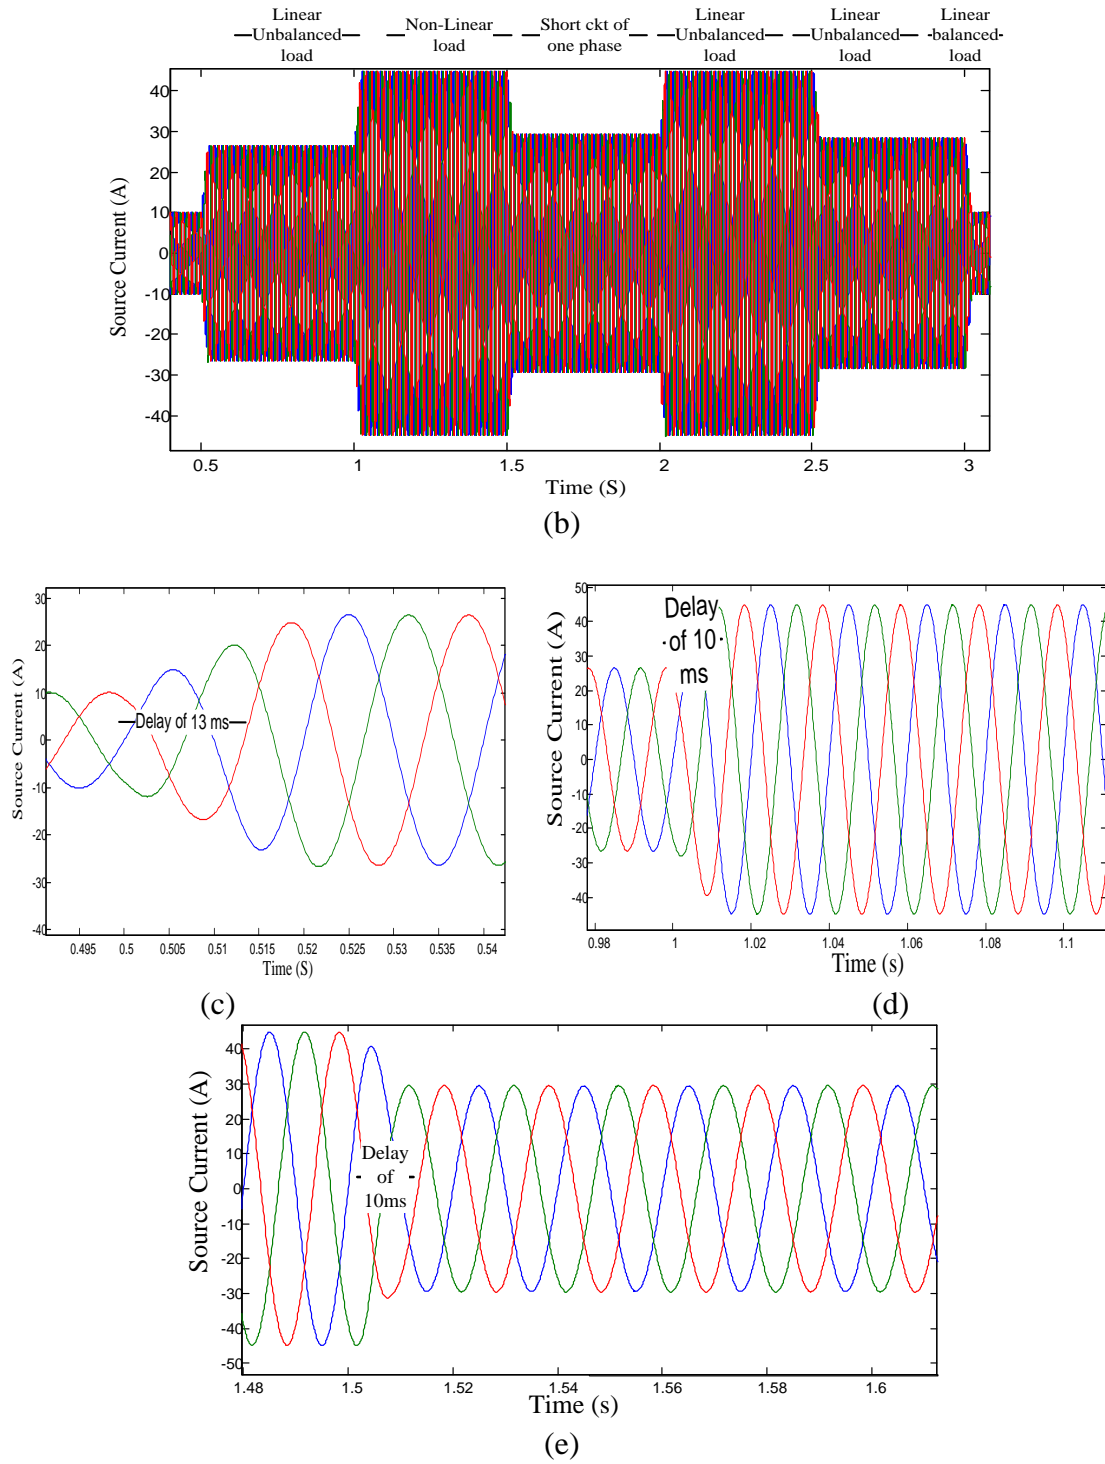 Linear Unbalanced load
Non-Linear load
Short ckt of one phase
Linear Unbalanced load
Linear Unbalanced load
Linear balanced load
40
30
20
10
0
-10
-20
-30
-40
Source Current (A)
0.5 1 1.5 2 2.5 3
Time (S)
(b)
30
20
10
0
-10
-20
-30
-40
Source Current (A)
Delay of 13 ms
0.495 0.5 0.505 0.51 0.515 0.52 0.525 0.53 0.535 0.54
Time (S)
(c)
50
40
30
20
10
0
-10
-20
-30
-40
Source Current (A)
Delay
of 10
ms
0.98 1 1.02 1.04 1.06 1.08 1.1
Time (s)
(d)
40
30
20
10
0
-10
-20
-30
-40
-50
Source Current (A)
Delay
of
10ms
1.48 1.5 1.52 1.54 1.56 1.58 1.6
Time (s)
(e)